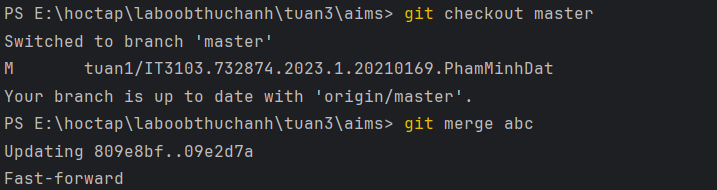 PS E:\hoctap\laboobthuchanh\tuan3\aims> git checkout master
Switched to branch 'master'
M       tuan1/IT3103.732874.2023.1.20210169.PhamMinhDat
Your branch is up to date with 'origin/master'.
PS E:\hoctap\laboobthuchanh\tuan3\aims> git merge abc
Updating 809e8bf..09e2d7a
Fast-forward